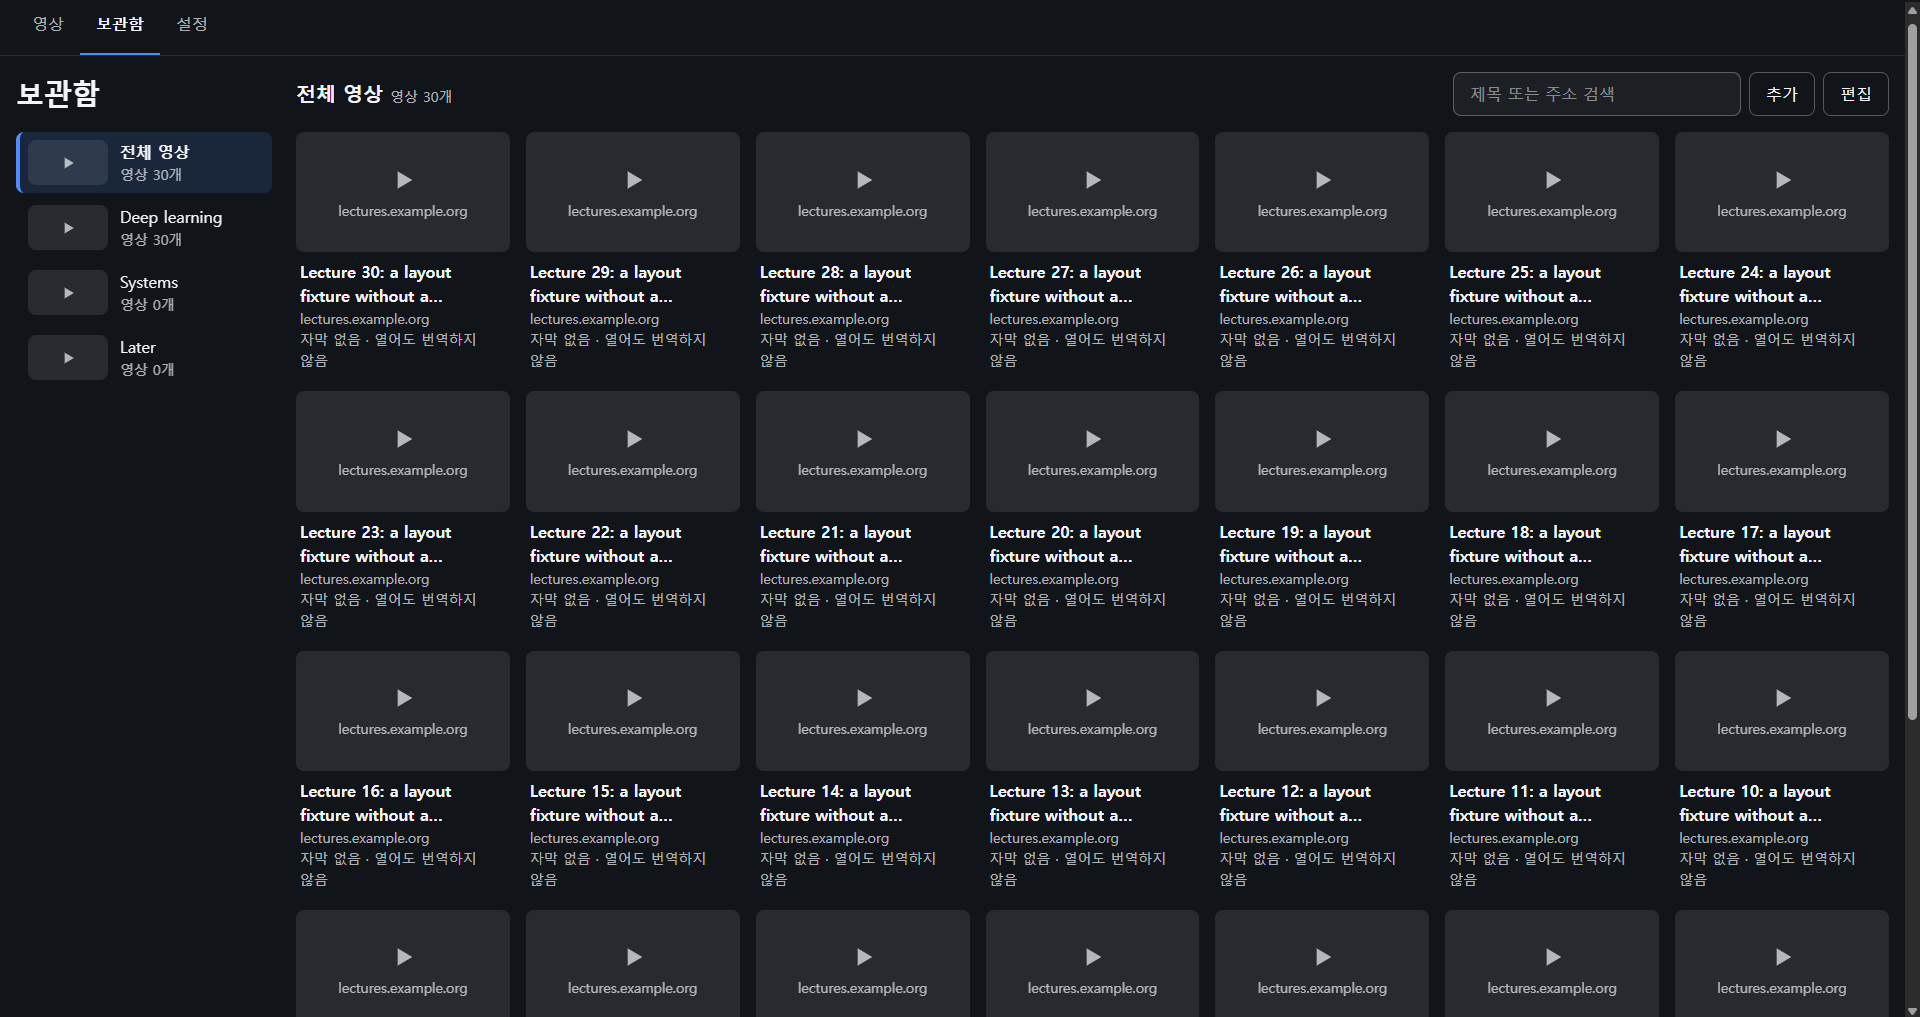 영상
보관함
설정
보관함
전체 영상
영상 30개
Deep learning
영상 30개
Systems
영상 0개
Later
영상 0개
전체 영상 영상 30개
제목 또는 주소 검색
추가
편집
lectures.example.org
Lecture 30: a layout
fixture without a...
lectures.example.org
자막 없음 · 열어도 번역하지
않음
lectures.example.org
Lecture 29: a layout
fixture without a...
lectures.example.org
자막 없음 · 열어도 번역하지
않음
lectures.example.org
Lecture 28: a layout
fixture without a...
lectures.example.org
자막 없음 · 열어도 번역하지
않음
lectures.example.org
Lecture 27: a layout
fixture without a...
lectures.example.org
자막 없음 · 열어도 번역하지
않음
lectures.example.org
Lecture 26: a layout
fixture without a...
lectures.example.org
자막 없음 · 열어도 번역하지
않음
lectures.example.org
Lecture 25: a layout
fixture without a...
lectures.example.org
자막 없음 · 열어도 번역하지
않음
lectures.example.org
Lecture 24: a layout
fixture without a...
lectures.example.org
자막 없음 · 열어도 번역하지
않음
lectures.example.org
Lecture 23: a layout
fixture without a...
lectures.example.org
자막 없음 · 열어도 번역하지
않음
lectures.example.org
Lecture 22: a layout
fixture without a...
lectures.example.org
자막 없음 · 열어도 번역하지
않음
lectures.example.org
Lecture 21: a layout
fixture without a...
lectures.example.org
자막 없음 · 열어도 번역하지
않음
lectures.example.org
Lecture 20: a layout
fixture without a...
lectures.example.org
자막 없음 · 열어도 번역하지
않음
lectures.example.org
Lecture 19: a layout
fixture without a...
lectures.example.org
자막 없음 · 열어도 번역하지
않음
lectures.example.org
Lecture 18: a layout
fixture without a...
lectures.example.org
자막 없음 · 열어도 번역하지
않음
lectures.example.org
Lecture 17: a layout
fixture without a...
lectures.example.org
자막 없음 · 열어도 번역하지
않음
lectures.example.org
Lecture 16: a layout
fixture without a...
lectures.example.org
자막 없음 · 열어도 번역하지
않음
lectures.example.org
Lecture 15: a layout
fixture without a...
lectures.example.org
자막 없음 · 열어도 번역하지
않음
lectures.example.org
Lecture 14: a layout
fixture without a...
lectures.example.org
자막 없음 · 열어도 번역하지
않음
lectures.example.org
Lecture 13: a layout
fixture without a...
lectures.example.org
자막 없음 · 열어도 번역하지
않음
lectures.example.org
Lecture 12: a layout
fixture without a...
lectures.example.org
자막 없음 · 열어도 번역하지
않음
lectures.example.org
Lecture 11: a layout
fixture without a...
lectures.example.org
자막 없음 · 열어도 번역하지
않음
lectures.example.org
Lecture 10: a layout
fixture without a...
lectures.example.org
자막 없음 · 열어도 번역하지
않음
lectures.example.org
lectures.example.org
lectures.example.org
lectures.example.org
lectures.example.org
lectures.example.org
lectures.example.org